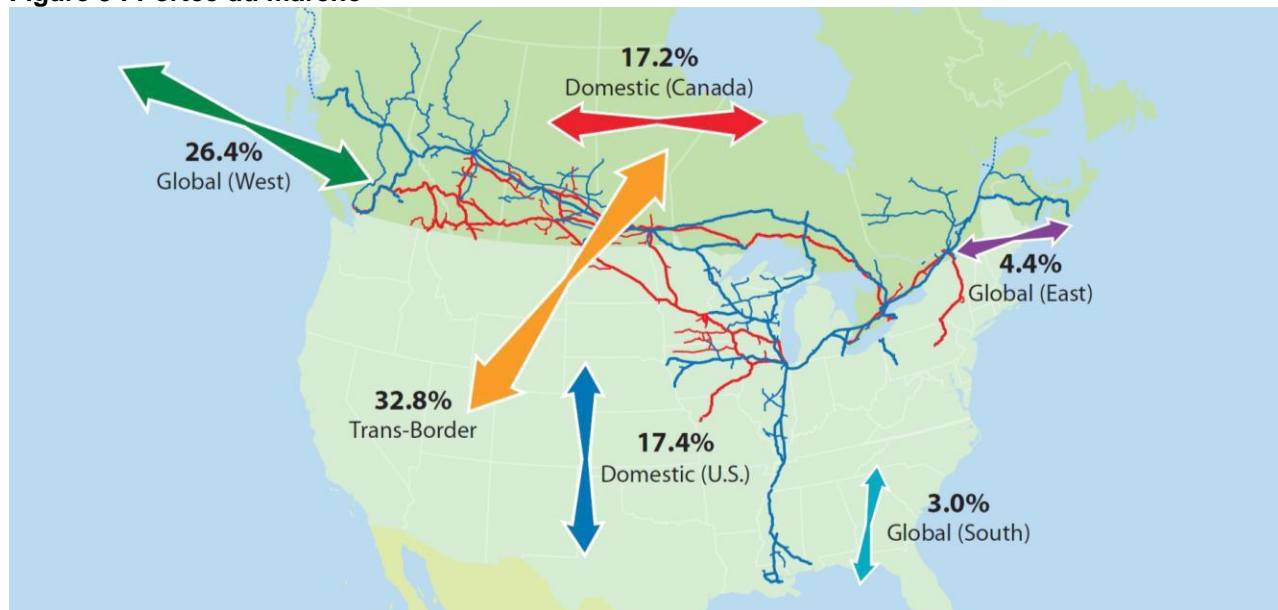 17.2%
Domestic (Canada)
26.4%
Global (West)
4.4%
Global (East)
32.8%
Trans-Border
17.4%
Domestic (U.S.)
3.0%
Global (South)